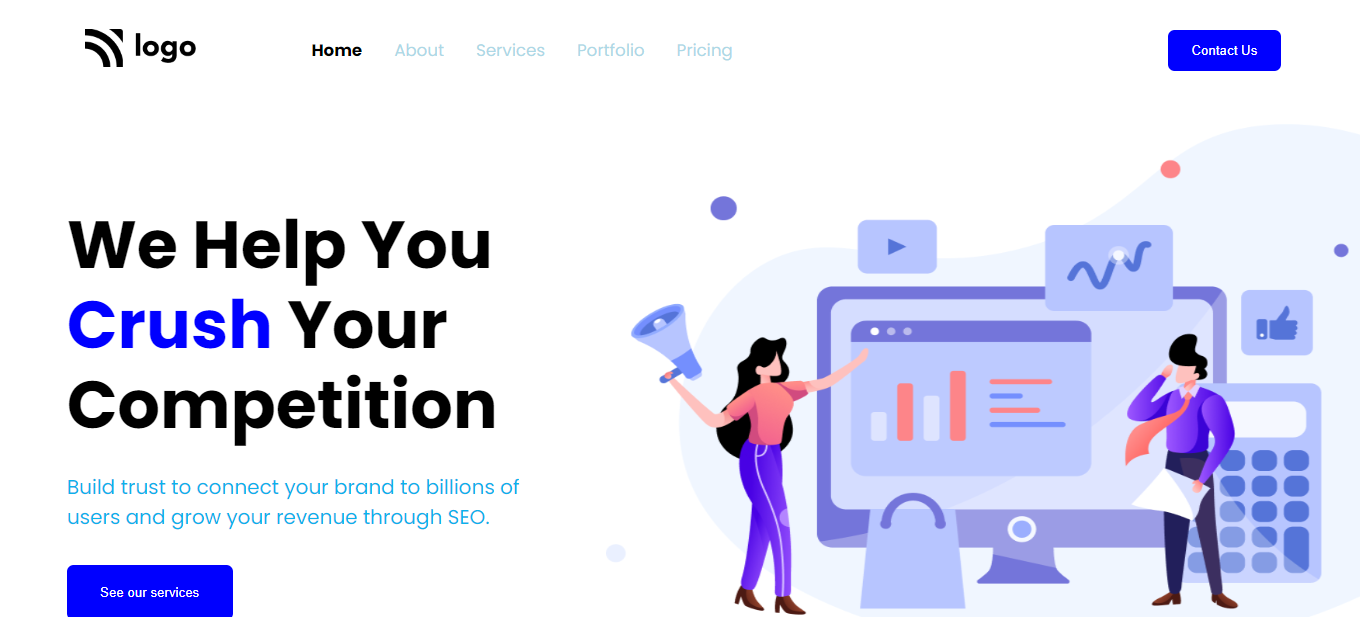 logo
Home About Services Portfolio Pricing
Contact Us
We Help You
Crush Your
Competition
Build trust to connect your brand to billions of
users and grow your revenue through SEO.
See our services